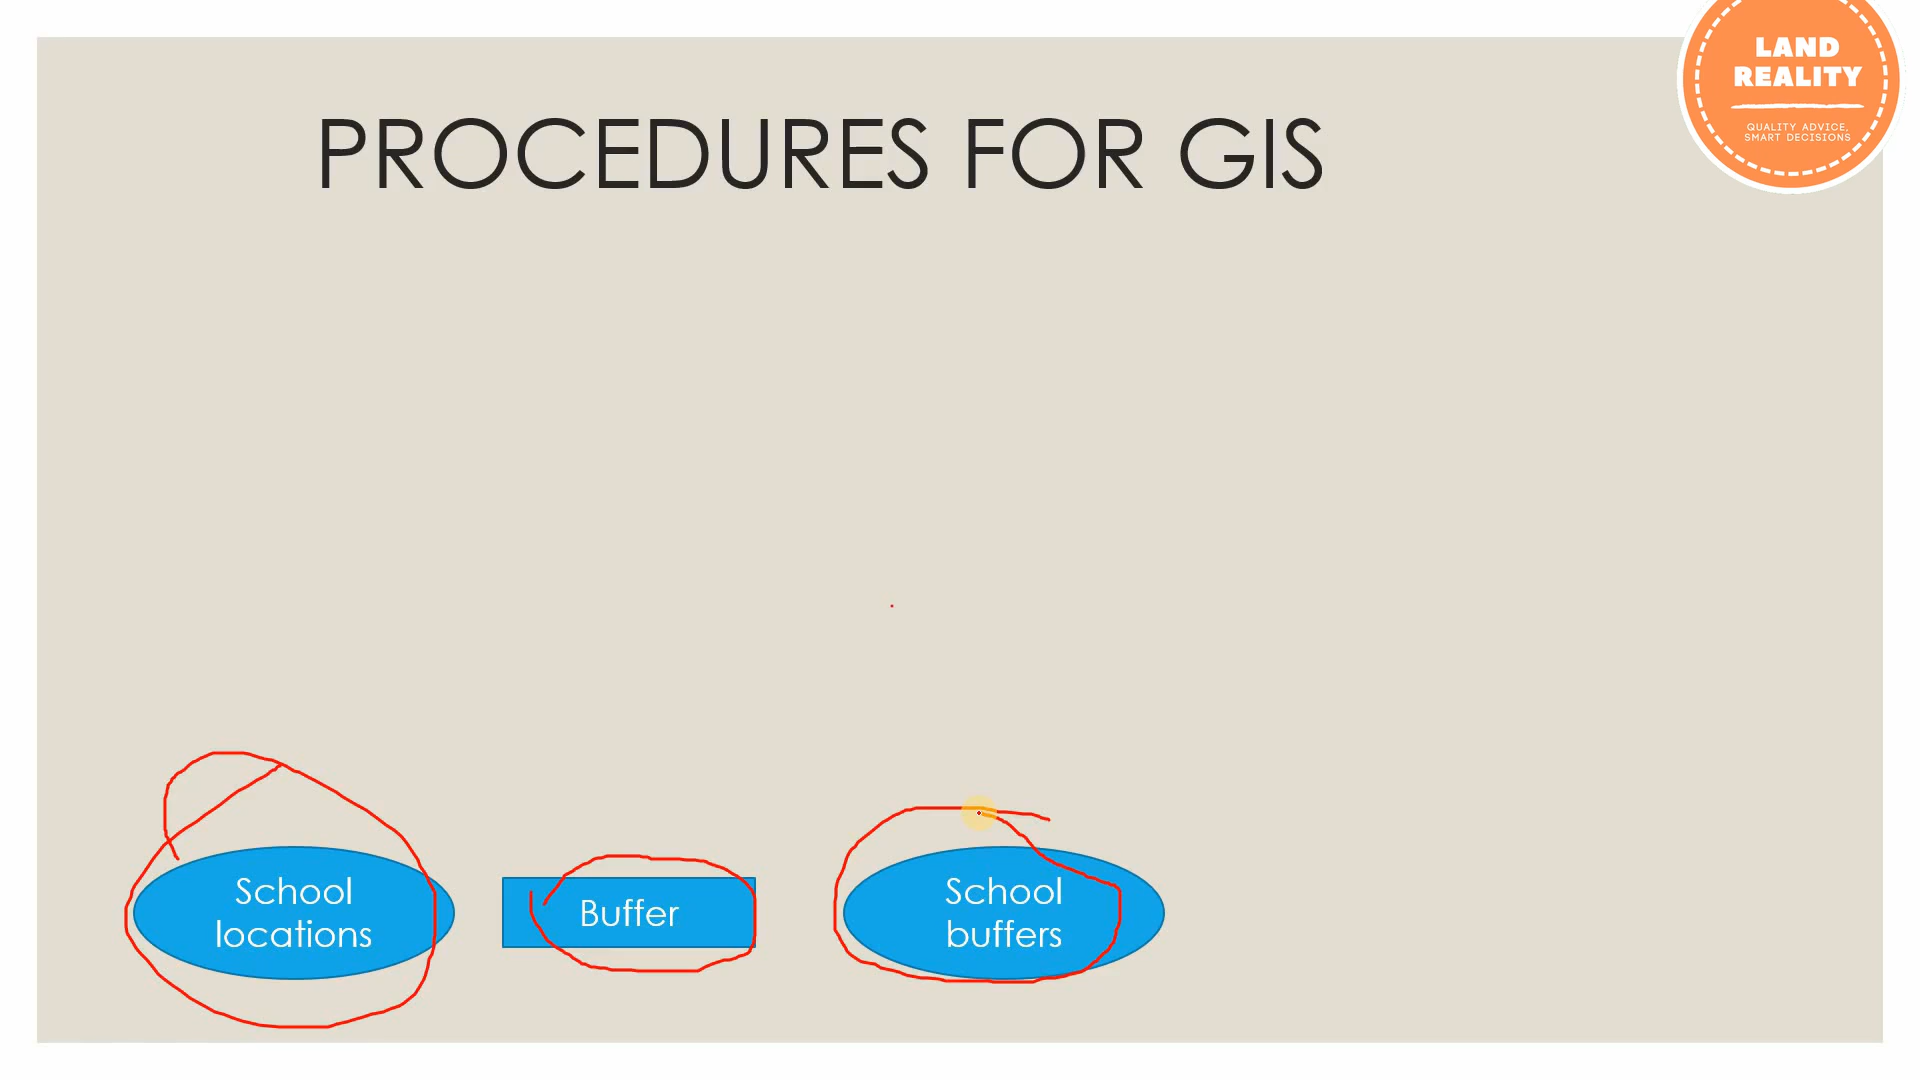 LAND
REALITY
QUALITY ADVICE,
SMART DECISIONS
PROCEDURES FOR GIS
School
locations
Buffer
School
buffers